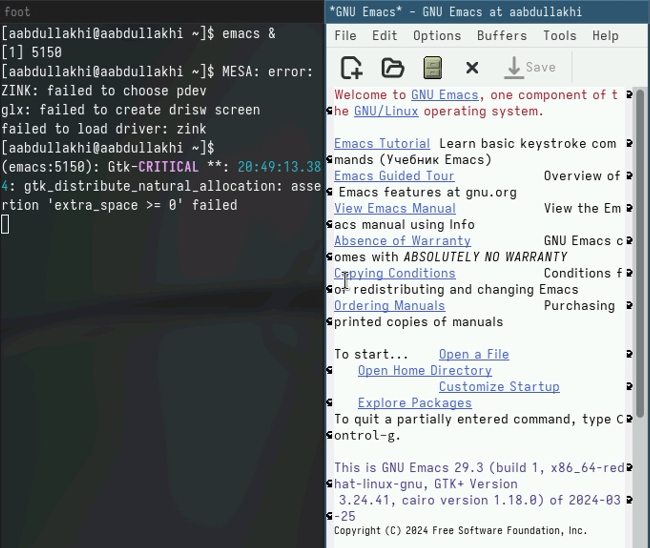 foot
[aabdullakhi@aabdullakhi ~]$ emacs &
[1] 5150
[aabdullakhi@aabdullakhi ~]$ MESA: error:
ZINK: failed to choose pdev
glx: failed to create drisw screen
failed to load driver: zink
[aabdullakhi@aabdullakhi ~]$
(emacs:5150): Gtk-CRITICAL **: 20:49:13.38
4: gtk_distribute_natural_allocation: asse
rtion 'extra_space >= 0' failed
*GNU Emacs* - GNU Emacs at aabdullakhi
File Edit Options Buffers Tools Help
Save
Welcome to GNU Emacs, one component of t
he GNU/Linux operating system.
Emacs Tutorial Learn basic keystroke com
mands (Учебник Emacs)
Emacs Guided Tour Overview of
Emacs features at gnu.org
View Emacs Manual View the Em
acs manual using Info
Absence of Warranty GNU Emacs c
omes with ABSOLUTELY NO WARRANTY
Copying Conditions Conditions f
or redistributing and changing Emacs
Ordering Manuals Purchasing
printed copies of manuals
To start... Open a File
Open Home Directory
Customize Startup
Explore Packages
To quit a partially entered command, type C
ontrol-g.
This is GNU Emacs 29.3 (build 1, x86_64-red
hat-linux-gnu, GTK+ Version
3.24.41, cairo version 1.18.0) of 2024-03
-25
Copyright (C) 2024 Free Software Foundation, Inc.